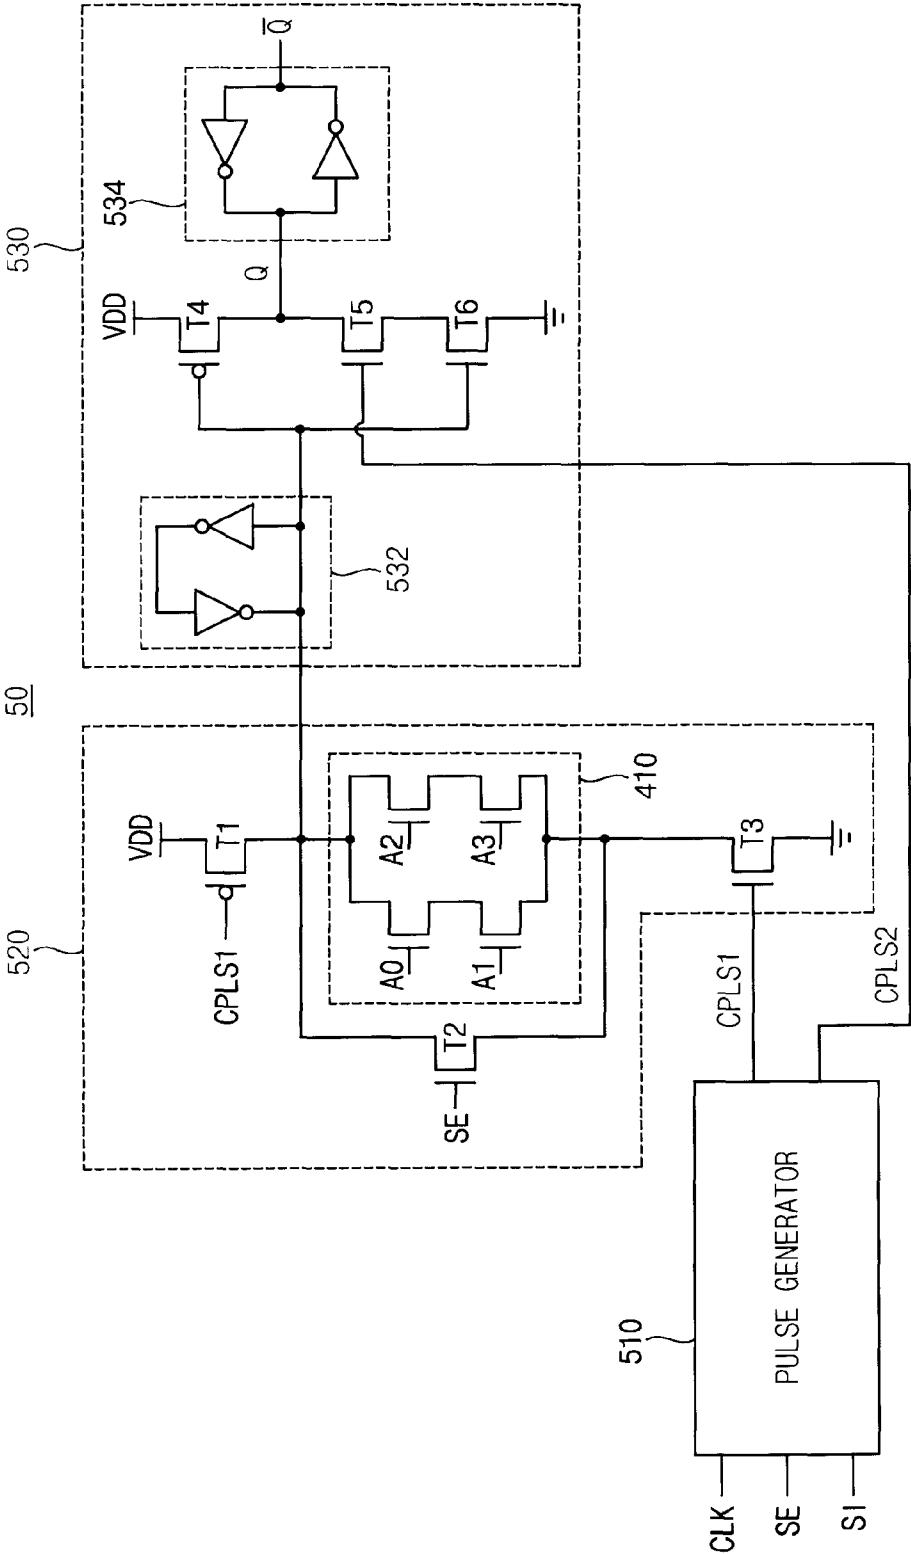 50
530
534
Q
Q
VDD
T4
T5
T6
532
520
VDD
T1
CPLS1
410
A2
A3
A0
A1
T2
SE
T3
CPLS1
CPLS2
510
PULSE GENERATOR
CLK
SE
SI